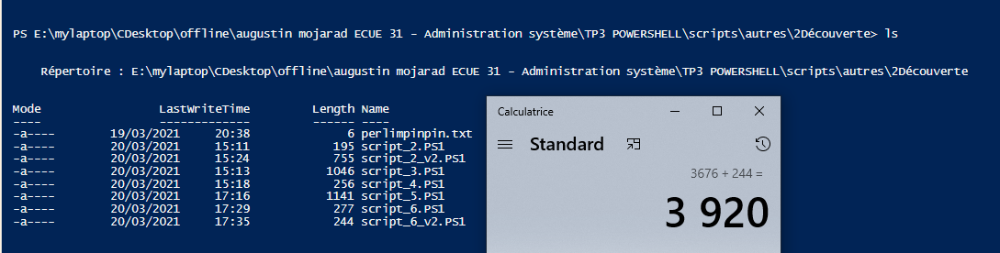 PS E:\mylaptop\CDesktop\offline\augustin mojarad ECUE 31 - Administration système\TP3 POWERSHELL\scripts\autres\2Découverte> ls
Répertoire : E:\mylaptop\CDesktop\offline\augustin mojarad ECUE 31 - Administration système\TP3 POWERSHELL\scripts\autres\2Découverte
Mode LastWriteTime Length Name
---- ------------- ------ ----
-a---- 19/03/2021 20:38 6 perlimpinpin.txt
-a---- 20/03/2021 15:11 195 script_2.PS1
-a---- 20/03/2021 15:24 755 script_2_v2.PS1
-a---- 20/03/2021 15:13 1046 script_3.PS1
-a---- 20/03/2021 15:18 256 script_4.PS1
-a---- 20/03/2021 17:16 1141 script_5.PS1
-a---- 20/03/2021 17:29 277 script_6.PS1
-a---- 20/03/2021 17:35 244 script_6_v2.PS1
Calculatrice
Standard
3676 + 244 =
3 920